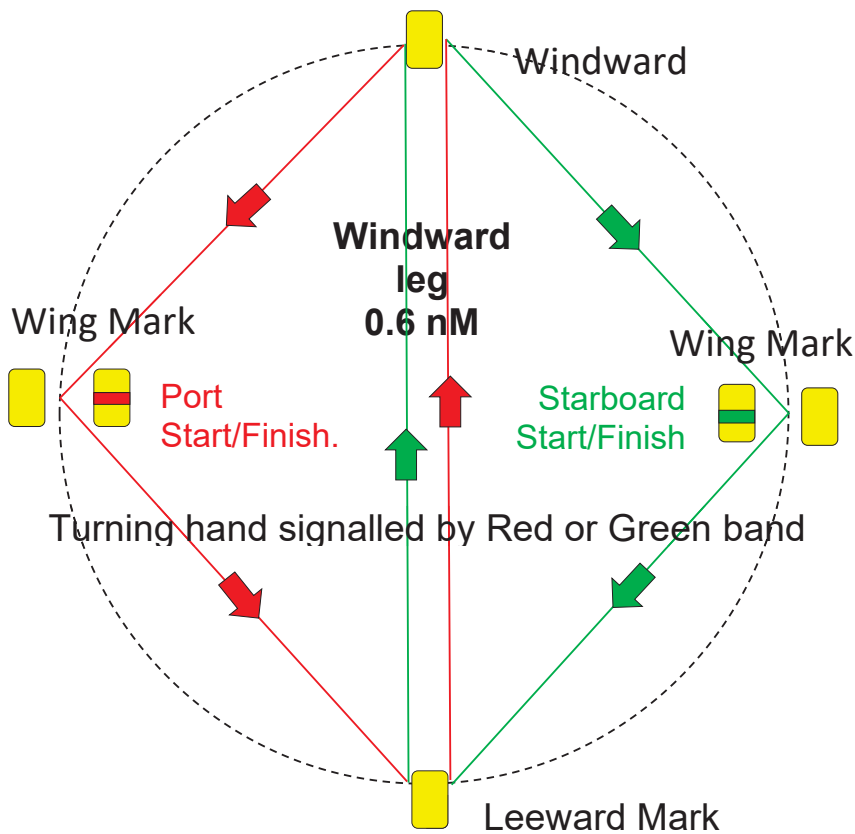 Windward
Windward
leg
0.6 nM
Wing Mark
Wing Mark
Port
Start/Finish.
Starboard
Start/Finish
Turning hand signalled by Red or Green band
Leeward Mark